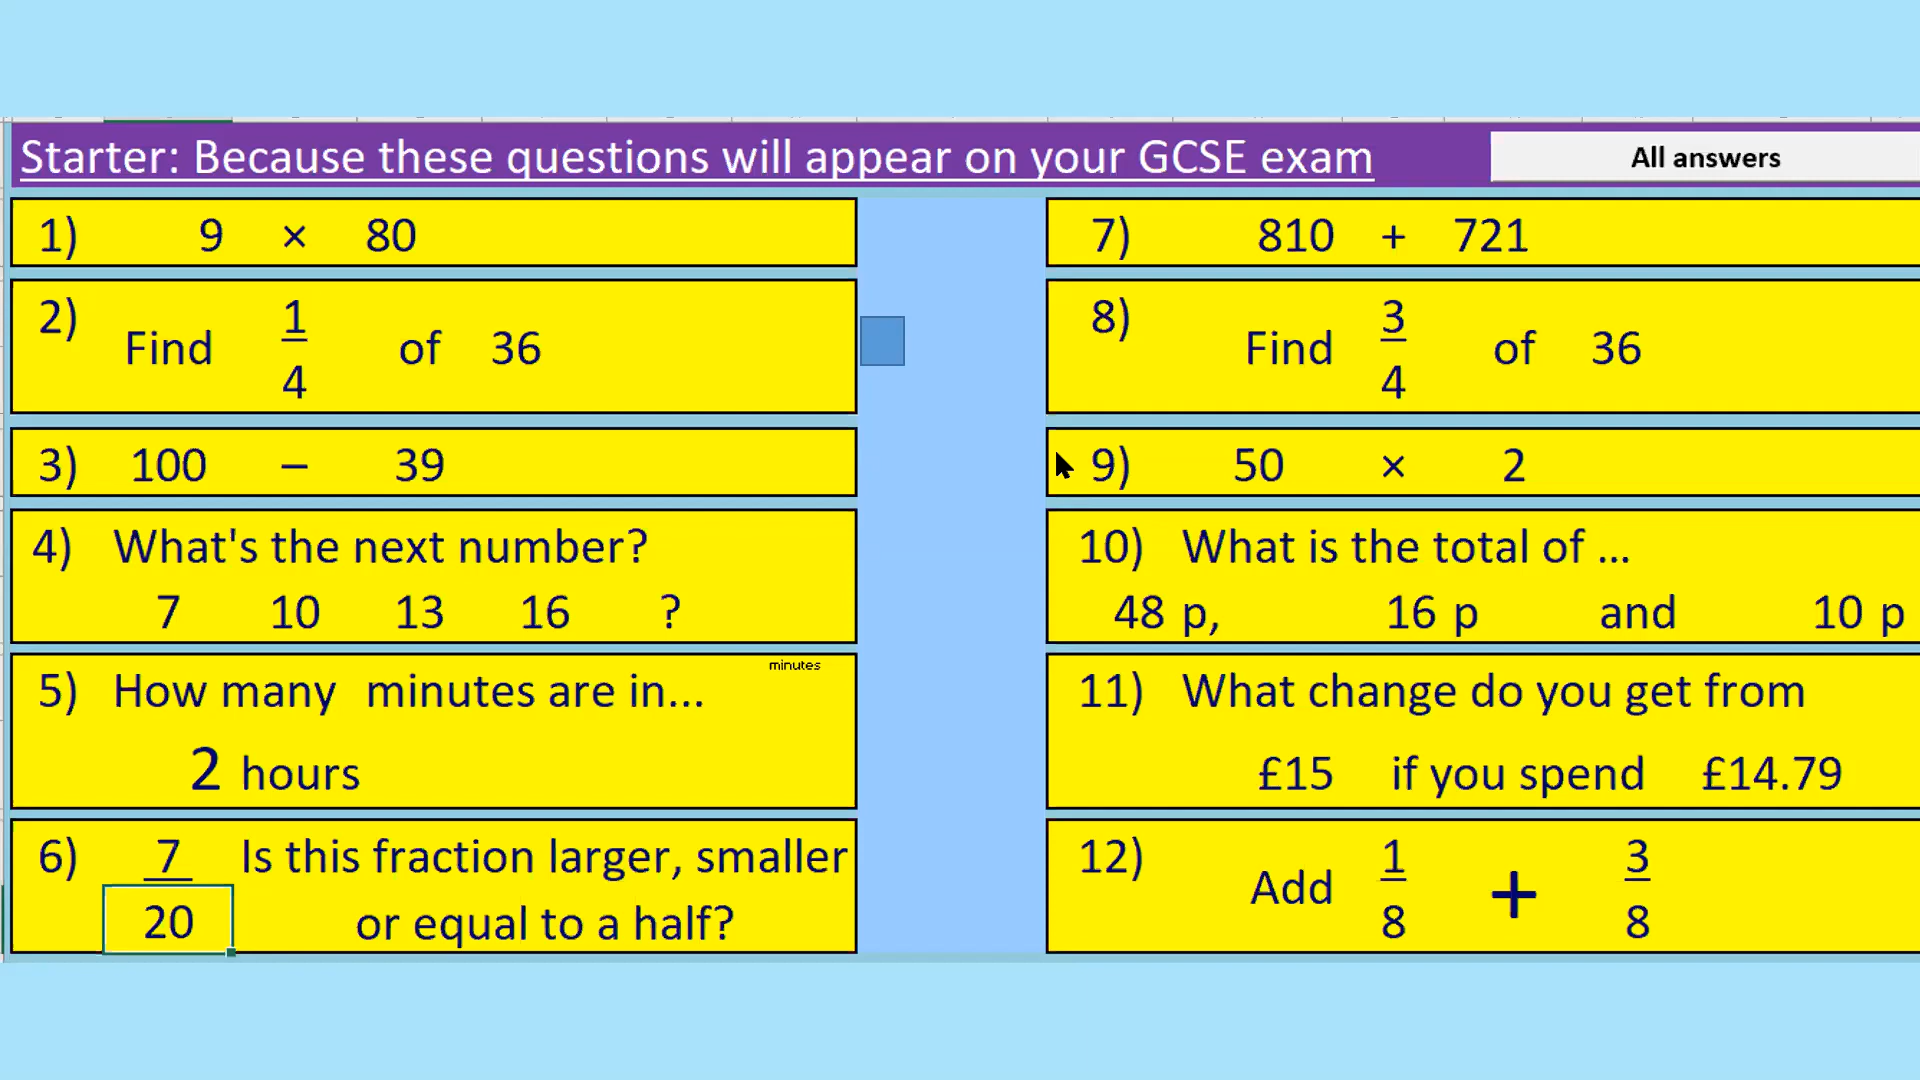 Starter: Because these questions will appear on your GCSE exam
All answers
1) 9 × 80
2) Find 1/4 of 36
3) 100 – 39
4) What's the next number?
7 10 13 16 ?
5) How many minutes are in...
minutes
2 hours
6) 7/20 Is this fraction larger, smaller
or equal to a half?
7) 810 + 721
8) Find 3/4 of 36
9) 50 × 2
10) What is the total of ...
48 p, 16 p and 10 p
11) What change do you get from
£15 if you spend £14.79
12) Add 1/8 + 3/8